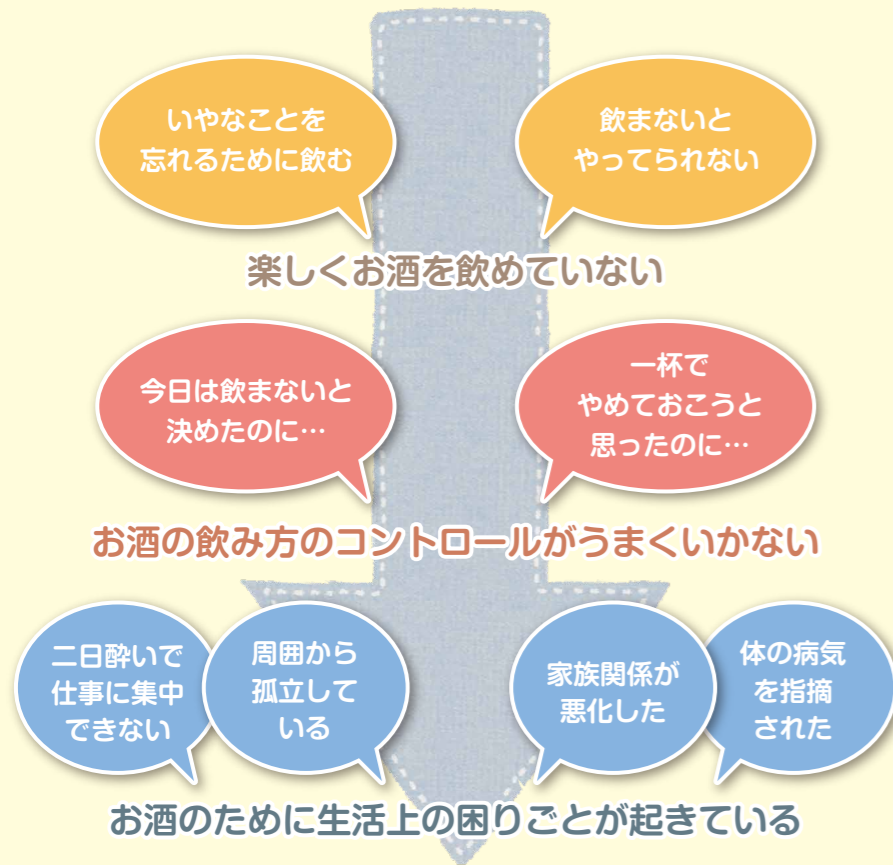 いやなことを
忘れるために飲む
飲まないと
やってられない
楽しくお酒を飲めていない
今日は飲まないと
決めたのに…
一杯で
やめておこうと
思ったのに…
お酒の飲み方のコントロールがうまくいかない
二日酔いで
仕事に集中
できない
周囲から
孤立して
いる
家族関係が
悪化した
体の病気
を指摘
された
お酒のために生活上の困りごとが起きている